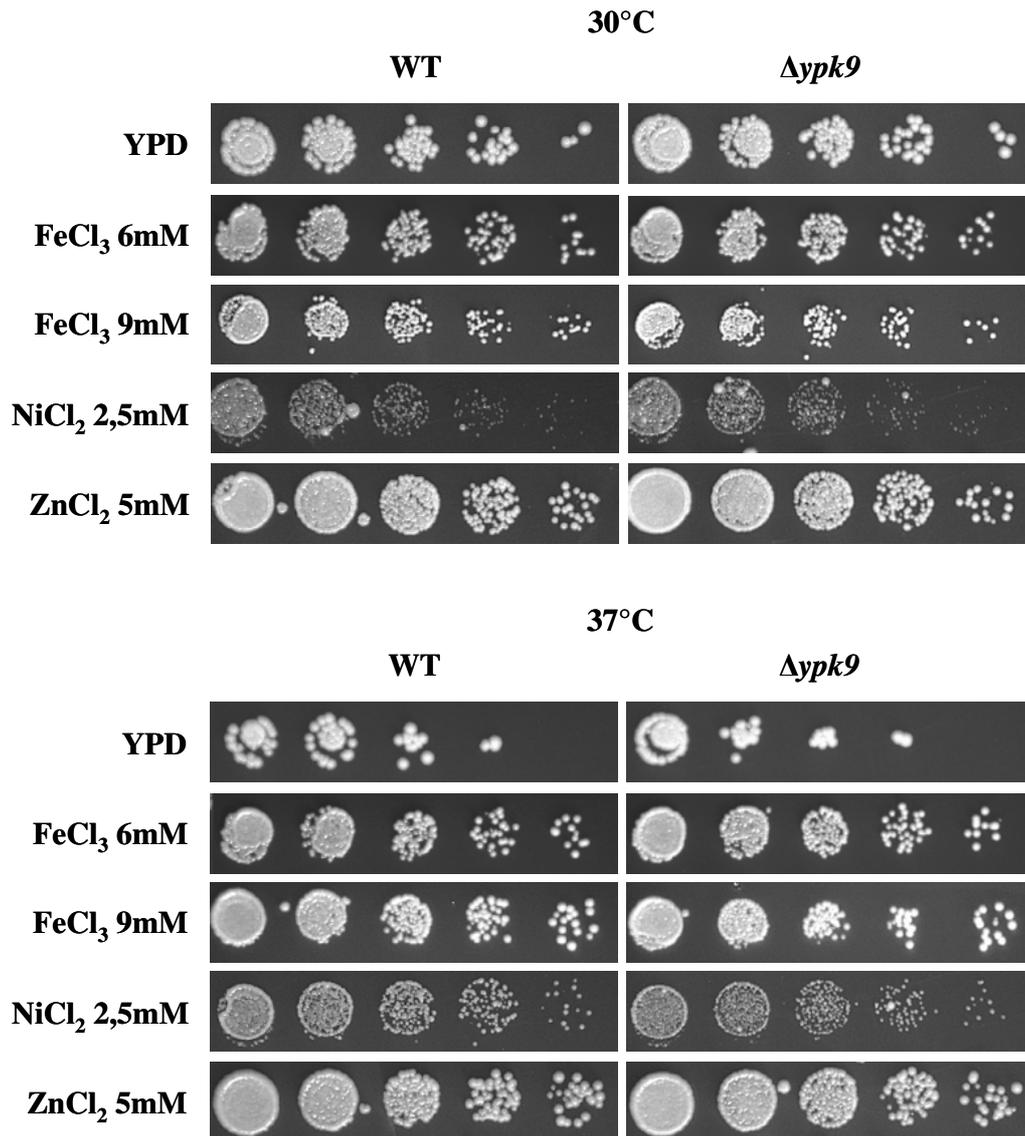 30°C
WT Δypk9
YPD
FeCl3 6mM
FeCl3 9mM
NiCl2 2,5mM
ZnCl2 5mM
37°C
WT Δypk9
YPD
FeCl3 6mM
FeCl3 9mM
NiCl2 2,5mM
ZnCl2 5mM